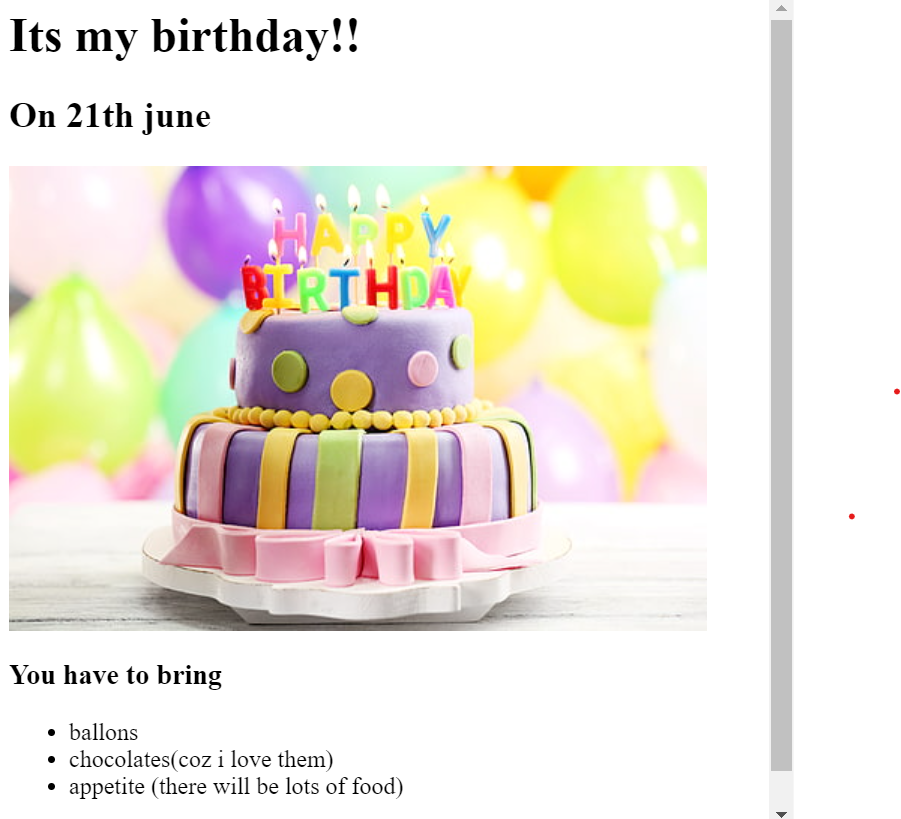 Its my birthday!!
On 21th june
HAPPY
BIRTHDAY
You have to bring
ballons
chocolates(coz i love them)
appetite (there will be lots of food)